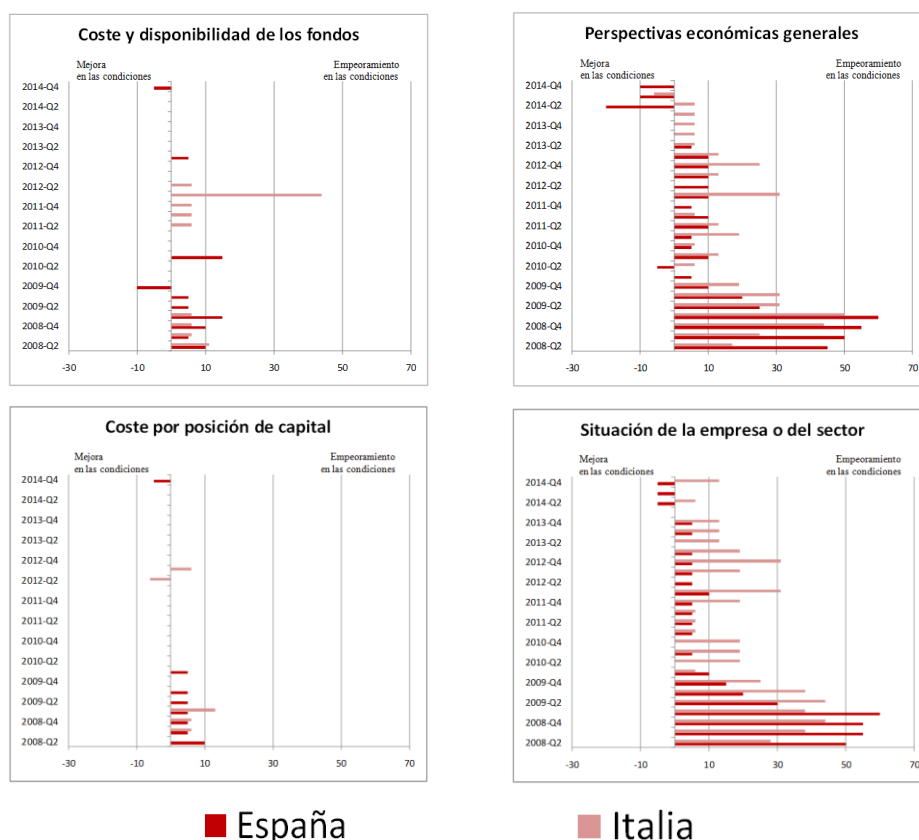 Coste y disponibilidad de los fondos
Mejora
en las condiciones
Empeoramiento
en las condiciones
2014-Q4
2014-Q2
2013-Q4
2013-Q2
2012-Q4
2012-Q2
2011-Q4
2011-Q2
2010-Q4
2010-Q2
2009-Q4
2009-Q2
2008-Q4
2008-Q2
-30 -10 10 30 50 70
Perspectivas económicas generales
Mejora
en las condiciones
Empeoramiento
en las condiciones
2014-Q4
2014-Q2
2013-Q4
2013-Q2
2012-Q4
2012-Q2
2011-Q4
2011-Q2
2010-Q4
2010-Q2
2009-Q4
2009-Q2
2008-Q4
2008-Q2
-30 -10 10 30 50 70
Coste por posición de capital
Mejora
en las condiciones
Empeoramiento
en las condiciones
2014-Q4
2014-Q2
2013-Q4
2013-Q2
2012-Q4
2012-Q2
2011-Q4
2011-Q2
2010-Q4
2010-Q2
2009-Q4
2009-Q2
2008-Q4
2008-Q2
-30 -10 10 30 50 70
Situación de la empresa o del sector
Mejora
en las condiciones
Empeoramiento
en las condiciones
2014-Q4
2014-Q2
2013-Q4
2013-Q2
2012-Q4
2012-Q2
2011-Q4
2011-Q2
2010-Q4
2010-Q2
2009-Q4
2009-Q2
2008-Q4
2008-Q2
-30 -10 10 30 50 70
España Italia